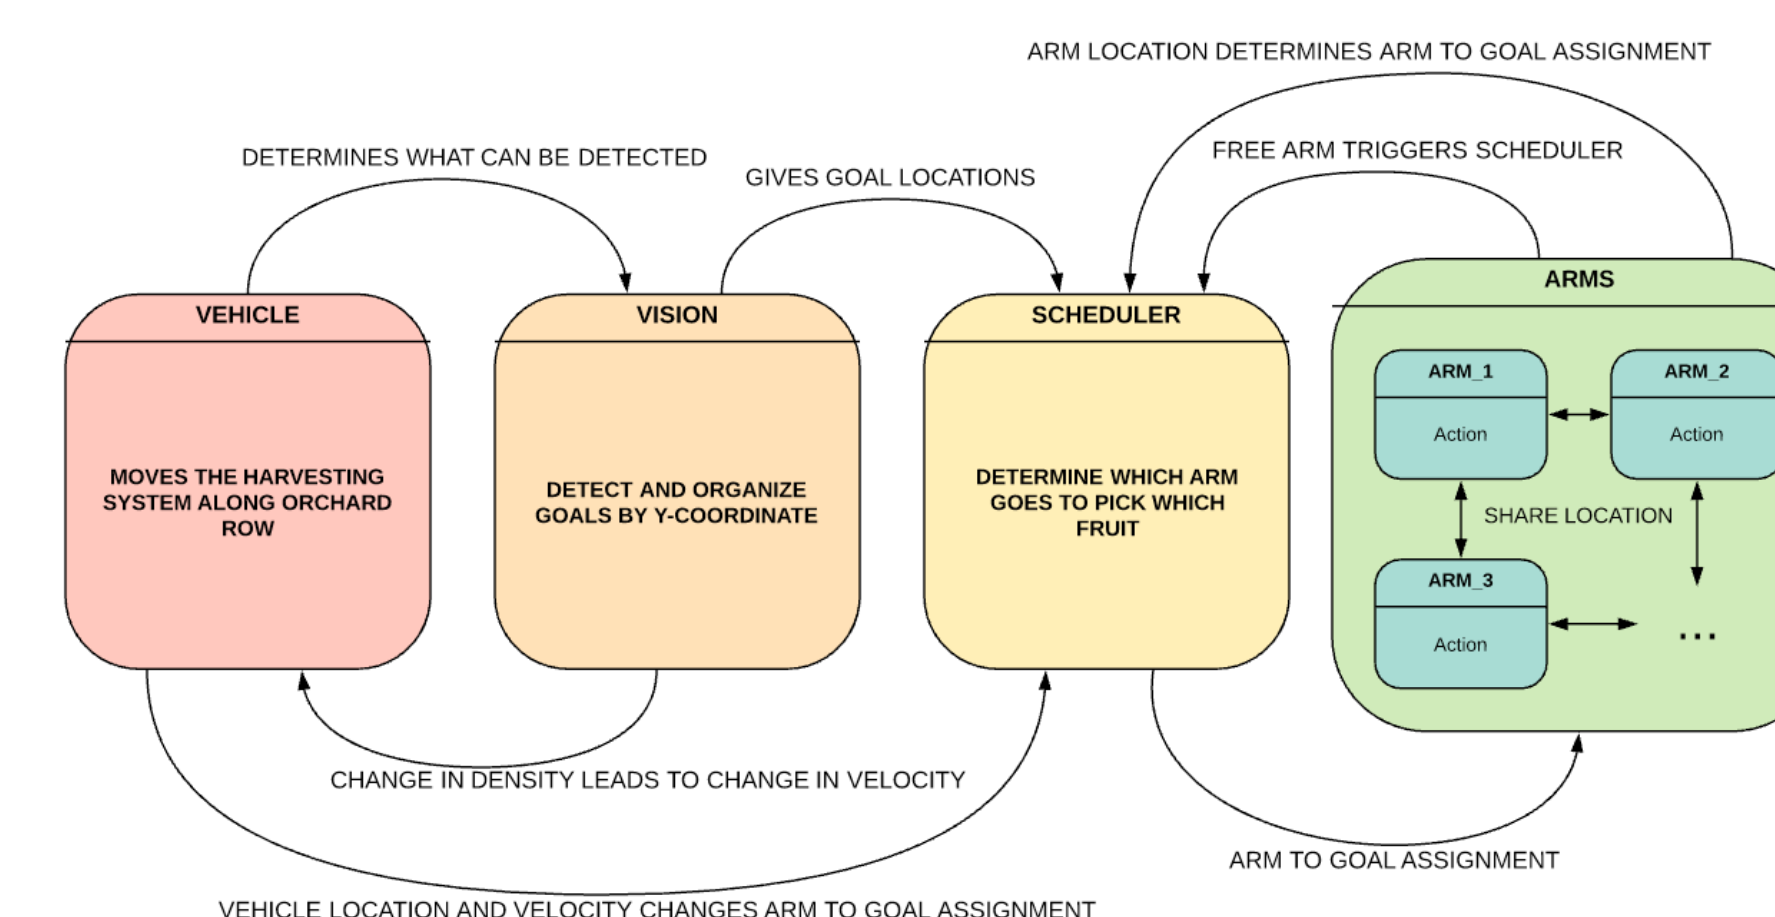 ARM LOCATION DETERMINES ARM TO GOAL ASSIGNMENT
DETERMINES WHAT CAN BE DETECTED
GIVES GOAL LOCATIONS
FREE ARM TRIGGERS SCHEDULER
VEHICLE
MOVES THE HARVESTING
SYSTEM ALONG ORCHARD
ROW
VISION
DETECT AND ORGANIZE
GOALS BY Y-COORDINATE
SCHEDULER
DETERMINE WHICH ARM
GOES TO PICK WHICH
FRUIT
ARMS
ARM_1
Action
ARM_2
Action
SHARE LOCATION
ARM_3
Action
...
CHANGE IN DENSITY LEADS TO CHANGE IN VELOCITY
ARM TO GOAL ASSIGNMENT
VEHICLE LOCATION AND VELOCITY CHANGES ARM TO GOAL ASSIGNMENT